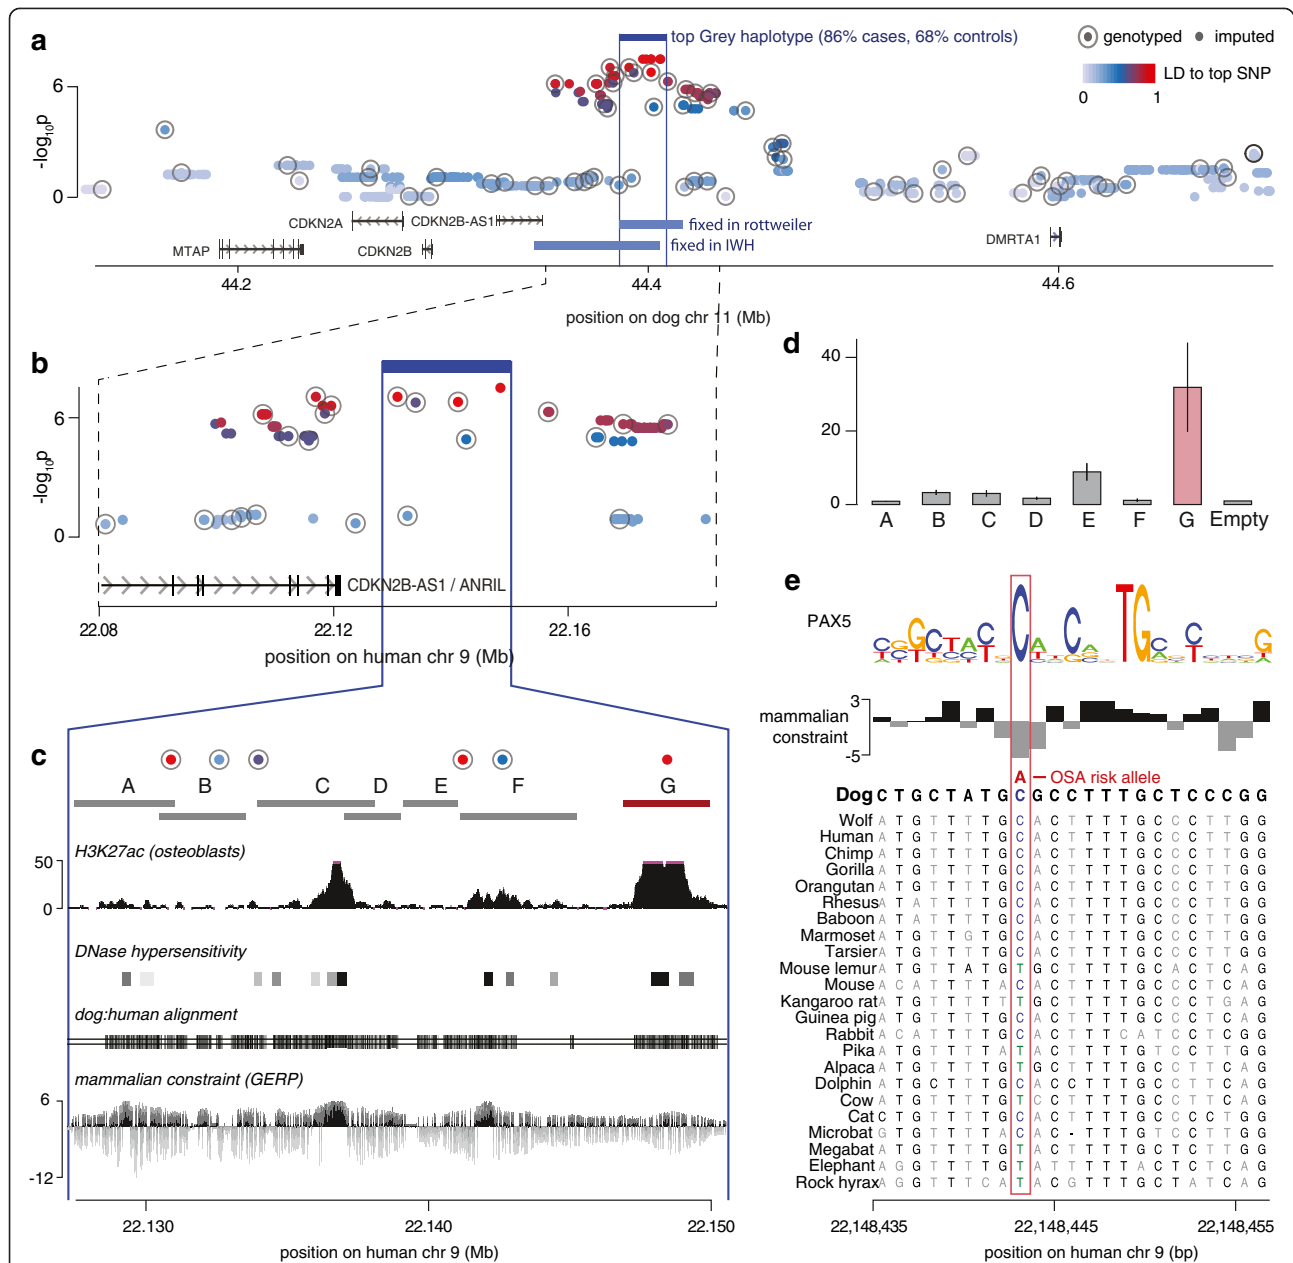 a
top Grey haplotype (86% cases, 68% controls)
genotyped
imputed
LD to top SNP
0 1
-log10p
6
0
CDKN2A
CDKN2B-AS1
MTAP
CDKN2B
fixed in rottweiler
fixed in IWH
DMRTA1
44.2 44.4 44.6
position on dog chr 11 (Mb)
b
-log10p
6
0
CDKN2B-AS1 / ANRIL
22.08 22.12 22.16
position on human chr 9 (Mb)
c
A B C D E F G
H3K27ac (osteoblasts)
50
0
DNase hypersensitivity
dog:human alignment
mammalian constraint (GERP)
6
-12
22.130 22.140 22.150
position on human chr 9 (Mb)
d
40
20
0
A B C D E F G Empty
e
PAX5
mammalian constraint
3
-5
A – OSA risk allele
Dog C T G C T A T G C G C C T T T G C T C C C G G
Wolf A T G T T T T G C A C T T T T G C C C T T G G
Human A T G T T T T G C A C T T T T G C C C T T G G
Chimp A T G T T T T G C A C T T T T G C C C T T G G
Gorilla A T G T T T T G C A C T T T T G C C C T T G G
Orangutan A T G T T T T G C A C T T T T G C C C T T G G
Rhesus A T A T T T T G C A C T T T T G C C C T T G G
Baboon A T A T T T T G C A C T T T T G C C C T T G G
Marmoset A T G T T G T G C A C T T T T G C C C T T G G
Tarsier A T G T T T T G C A C T T T T G C C C T T G G
Mouse lemur A T G T T A T G T G C T T T T G C A C T C A G
Mouse A C A T T T T A C A C T T T T G C C C T T G G
Kangaroo rat A T G T T T T T T G C T T T T G C C C T G A G
Guinea pig A T G T T T T G C A C T T T T G C C C T C A G
Rabbit A C A T T T T G C A C T T T C A T C C T C G G
Pika A T G T T T T A T A C T T T T G T C C T T G G
Alpaca A T G T T T T G T G C T T T T G C C C T T C A G
Dolphin A T G C T T T G C A C C T T T G C C T T C A G
Cow A T G T T T T G T C C T T T T G C C T T C A G
Cat C T G T T T T G C A C T T T T G C C C C T G G
Microbat G T G T T T T A C A C - T T T G T C C T T G G
Megabat A T G T T T T G T A C T T T T G C T C T T G G
Elephant A G G T T T T G T A T T T T T A C T C T C A G
Rock hyrax A G G T T T C A T A C G T T T G C T A T C A G
22,148,435 22,148,445 22,148,455
position on human chr 9 (bp)